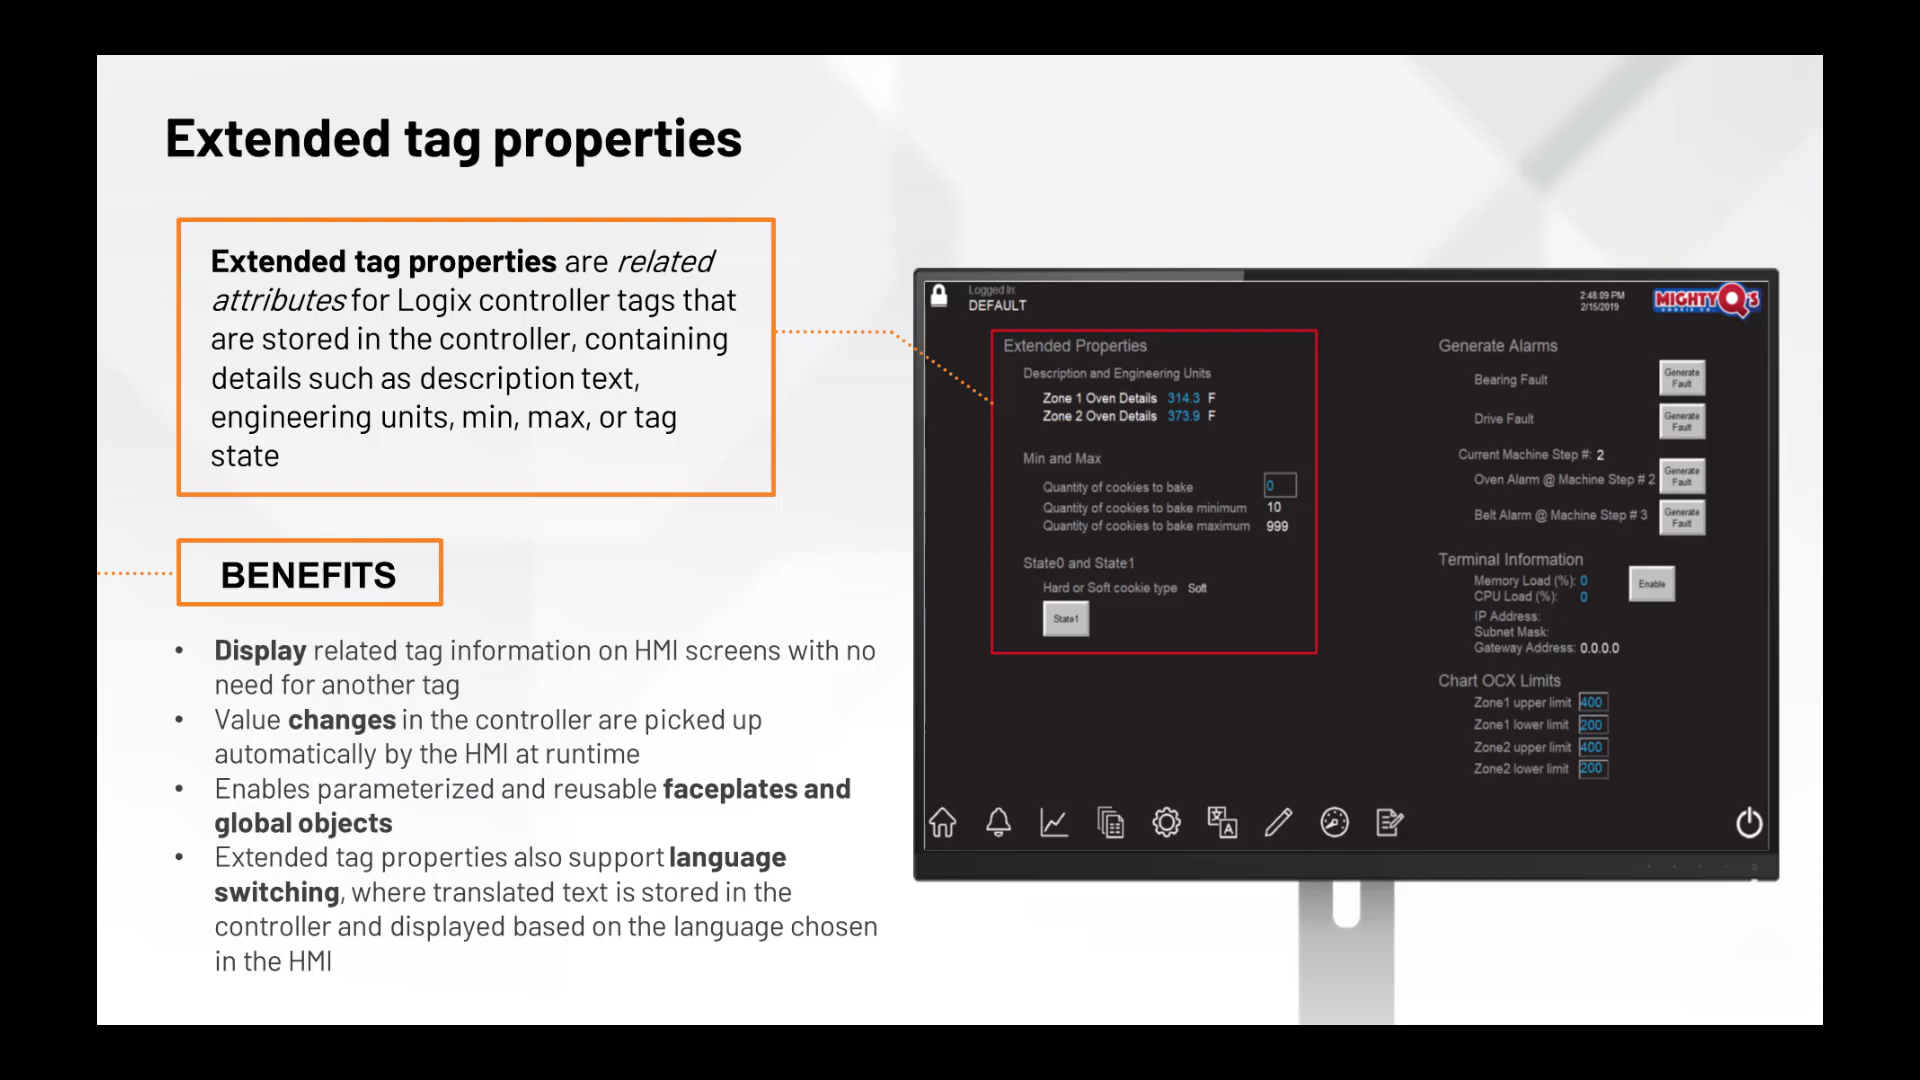 Extended tag properties
Extended tag properties are related
attributes for Logix controller tags that
are stored in the controller, containing
details such as description text,
engineering units, min, max, or tag
state
BENEFITS
• Display related tag information on HMI screens with no
need for another tag
• Value changes in the controller are picked up
automatically by the HMI at runtime
• Enables parameterized and reusable faceplates and
global objects
• Extended tag properties also support language
switching, where translated text is stored in the
controller and displayed based on the language chosen
in the HMI
Logged In:
DEFAULT
2:48:09 PM
2/15/2019
MIGHTY Q'S
COOKIE CO.
Extended Properties
Description and Engineering Units
Zone 1 Oven Details 314.3 F
Zone 2 Oven Details 373.9 F
Min and Max
Quantity of cookies to bake 0
Quantity of cookies to bake minimum 10
Quantity of cookies to bake maximum 999
State0 and State1
Hard or Soft cookie type Soft
State1
Generate Alarms
Bearing Fault Generate Fault
Drive Fault Generate Fault
Current Machine Step #: 2
Oven Alarm @ Machine Step # 2 Generate Fault
Belt Alarm @ Machine Step # 3 Generate Fault
Terminal Information
Memory Load (%): 0
CPU Load (%): 0
Enable
IP Address:
Subnet Mask:
Gateway Address: 0.0.0.0
Chart OCX Limits
Zone1 upper limit 400
Zone1 lower limit 200
Zone2 upper limit 400
Zone2 lower limit 200